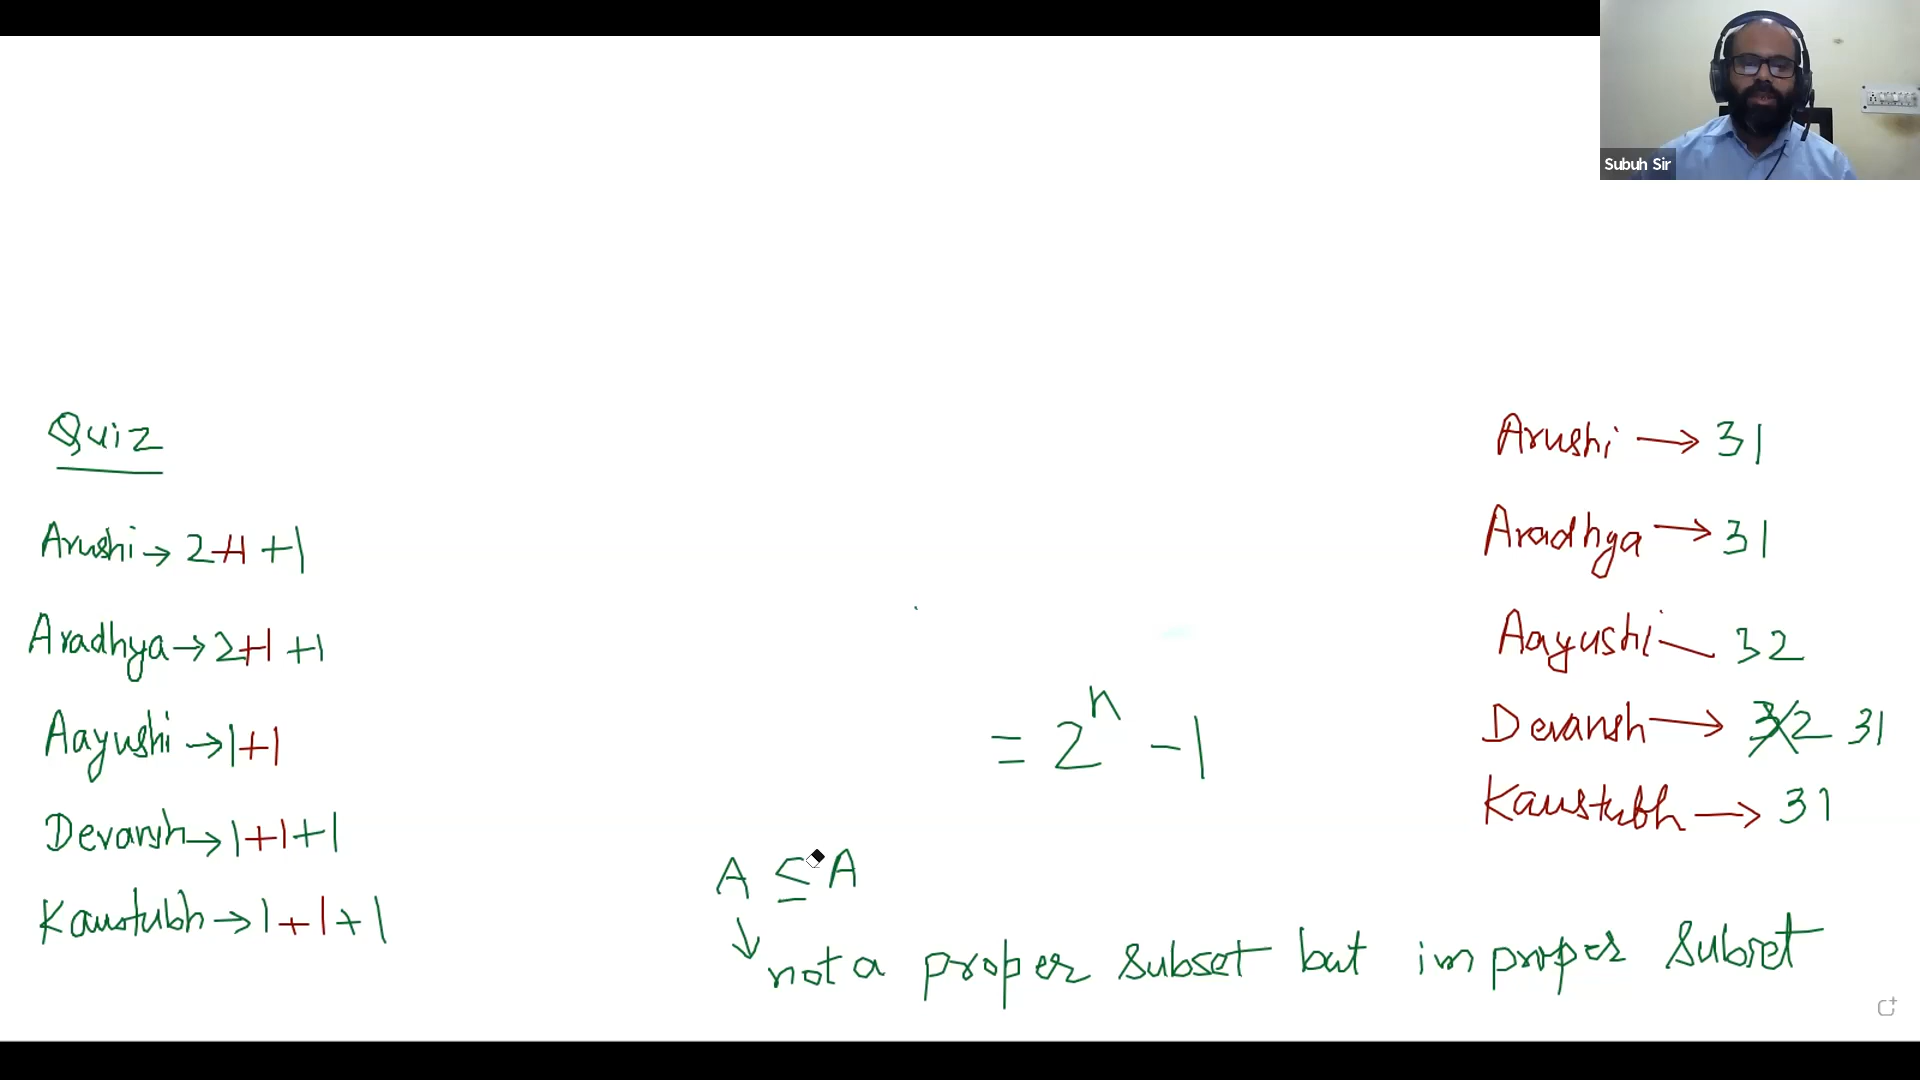 Subuh Sir
Quiz
Arushi → 2+1 +1
Aradhya → 2+1 +1
Aayushi → 1+1
Devansh → 1+1+1
Kaustubh → 1+1+1
= 2^n - 1
A ⊆ A
↓ not a proper subset but improper subset
Arushi → 31
Aradhya → 31
Aayushi — 32
Devansh → 32 31
Kaustubh → 31